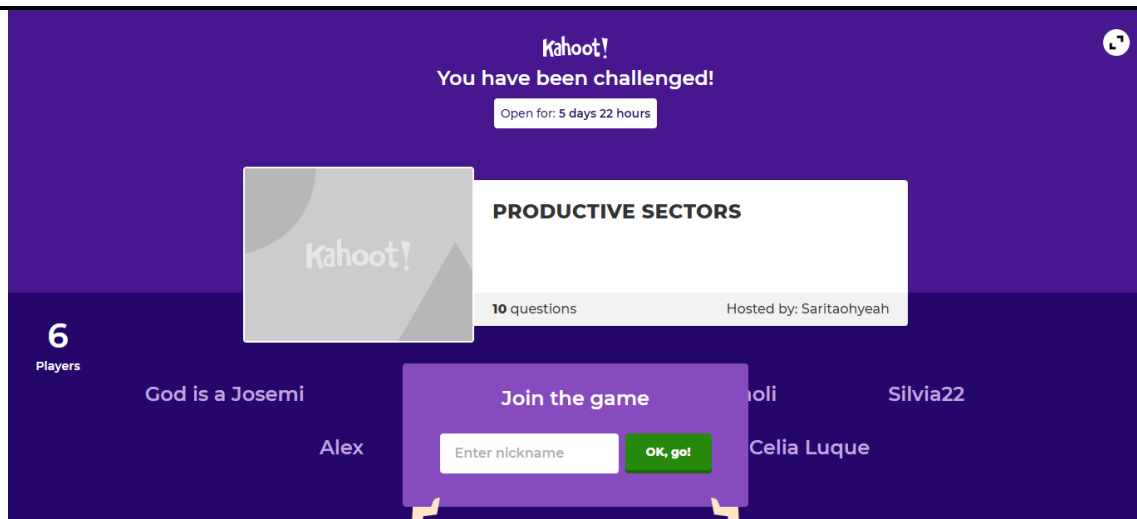 Kahoot!
You have been challenged!
Open for: 5 days 22 hours
Kahoot!
PRODUCTIVE SECTORS
10 questions
Hosted by: Saritaohyeah
6
Players
God is a Josemi
Silvia22
Join the game
Alex
Enter nickname
OK, go!
Celia Luque